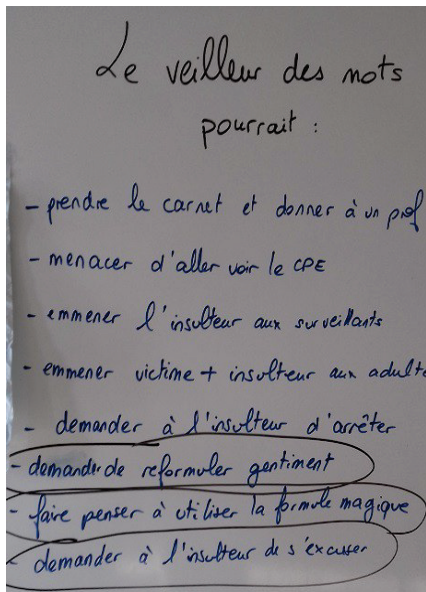 Le veilleur des mots
pourrait :
- prendre le carnet et donner à un prof
- menacer d'aller voir le CPE
- emmener l'insulteur aux surveillants
- emmener victime + insulteur aux adulte
- demander à l'insulteur d'arrêter
- demander de reformuler gentiment
- faire penser à utiliser la formule magique
- demander à l'insulteur de s'excuser